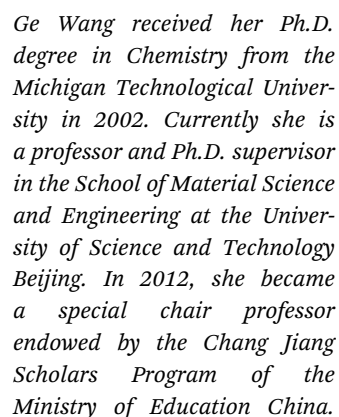 Ge Wang received her Ph.D.
degree in Chemistry from the
Michigan Technological Univer-
sity in 2002. Currently she is
a professor and Ph.D. supervisor
in the School of Material Science
and Engineering at the Univer-
sity of Science and Technology
Beijing. In 2012, she became
a special chair professor
endowed by the Chang Jiang
Scholars Program of the
Ministry of Education China.